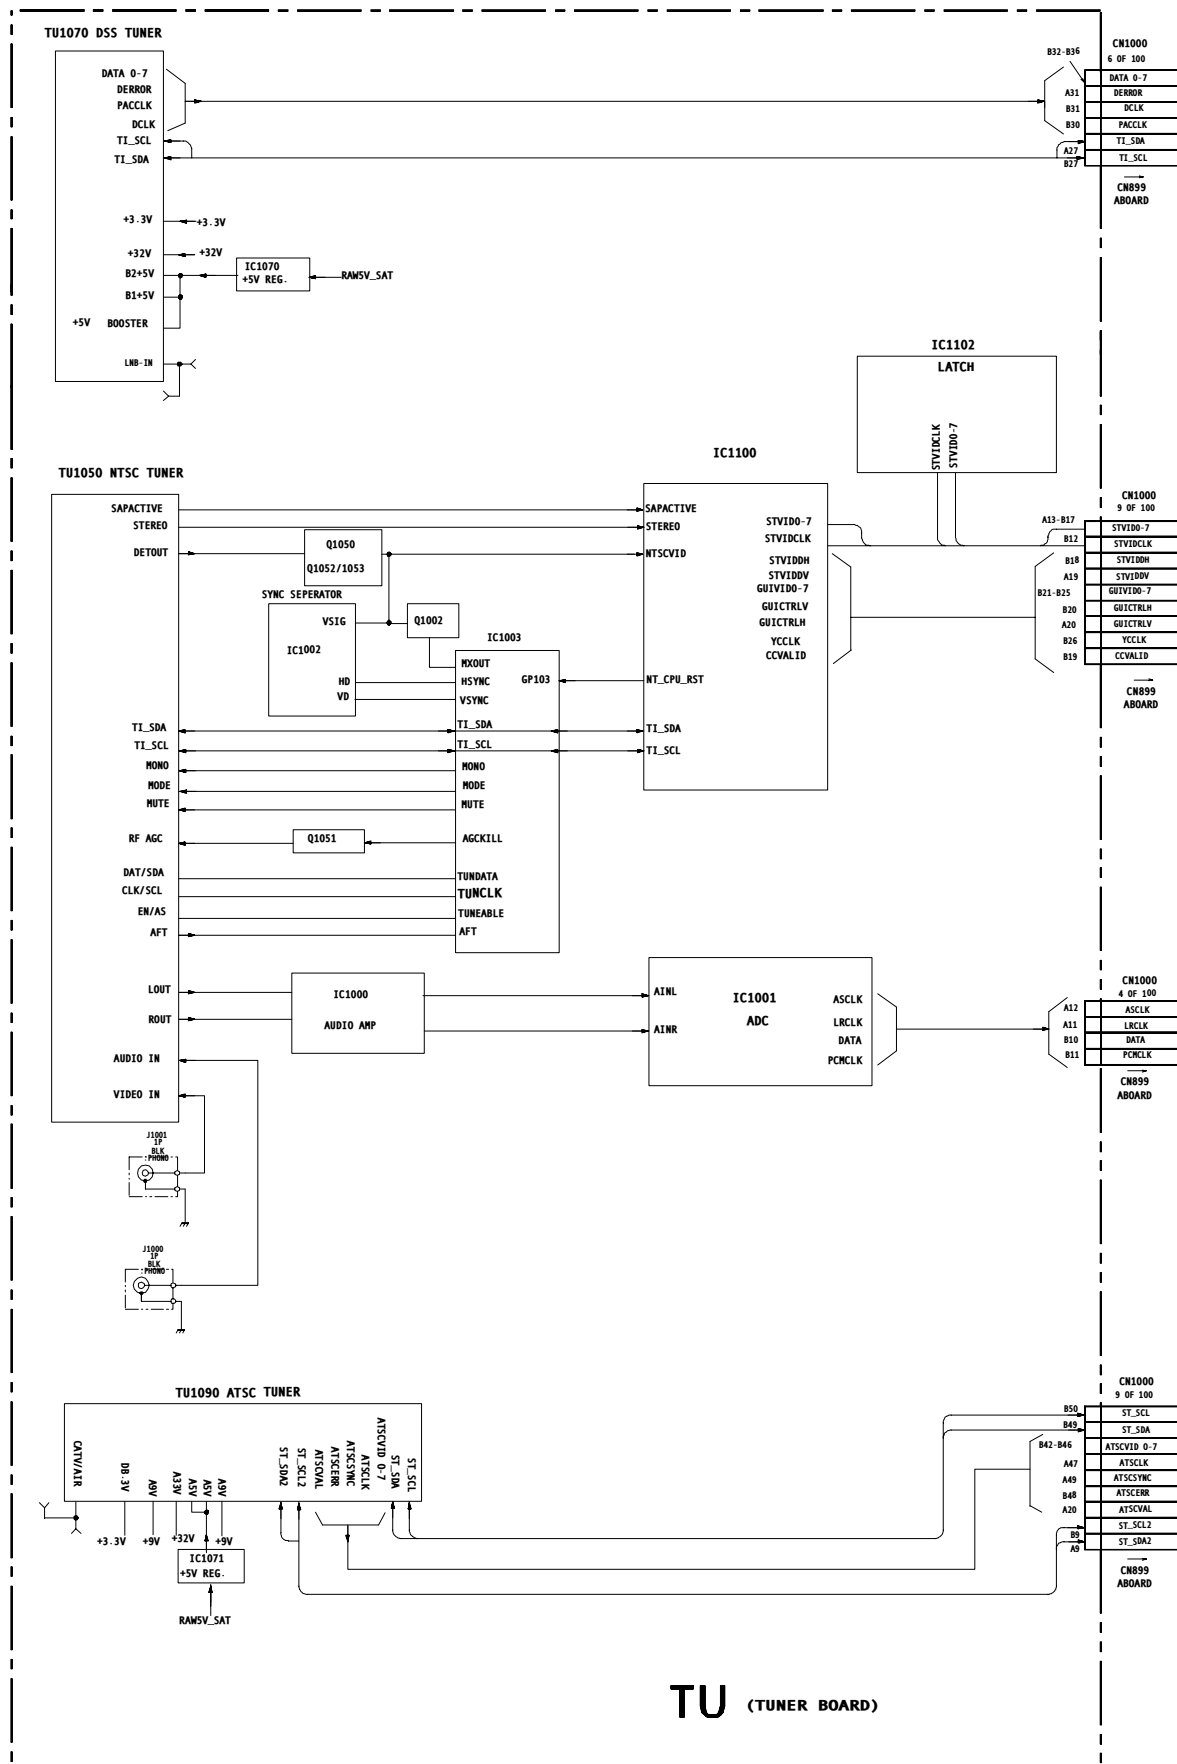 TU1070 DSS TUNER
DATA 0-7
DERROR
PACCLK
DCLK
TI_SCL
TI_SDA
+3.3V
+3.3V
+32V
+32V
B2+5V
B1+5V
+5V BOOSTER
LNB-IN
IC1070
+5V REG.
RAW5V_SAT
B32-B36
A31
B31
B30
A27
B27
CN1000
6 OF 100
DATA 0-7
DERROR
DCLK
PACCLK
TI_SDA
TI_SCL
CN899
ABOARD
IC1102
LATCH
STVIDCLK
STVID0-7
TU1050 NTSC TUNER
SAPACTIVE
STEREO
DETOUT
TI_SDA
TI_SCL
MONO
MODE
MUTE
RF AGC
DAT/SDA
CLK/SCL
EN/AS
AFT
LOUT
ROUT
AUDIO IN
VIDEO IN
Q1050
Q1052/1053
SYNC SEPERATOR
VSIG
IC1002
HD
VD
Q1002
IC1003
MXOUT
HSYNC
VSYNC
GP103
TI_SDA
TI_SCL
MONO
MODE
MUTE
AGCKILL
TUNDATA
TUNCLK
TUNEABLE
AFT
Q1051
IC1100
SAPACTIVE
STEREO
NTSCVID
NT_CPU_RST
TI_SDA
TI_SCL
STVID0-7
STVIDCLK
STVIDDH
STVIDDV
GUIVID0-7
GUICTRLV
GUICTRLH
YCCLK
CCVALID
A13-B17
B12
B18
A19
B21-B25
B20
A20
B26
B19
CN1000
9 OF 100
STVID0-7
STVIDCLK
STVIDDH
STVIDDV
GUIVID0-7
GUICTRLH
GUICTRLV
YCCLK
CCVALID
CN899
ABOARD
IC1000
AUDIO AMP
AINL
AINR
IC1001
ADC
ASCLK
LRCLK
DATA
PCMCLK
A12
A11
B10
B11
CN1000
4 OF 100
ASCLK
LRCLK
DATA
PCMCLK
CN899
ABOARD
J1001
1P
BLK
PHONO
J1000
1P
BLK
PHONO
TU1090 ATSC TUNER
CATV/AIR
DB.3V
A9V
A33V
A5V
A5V
A9V
ST_SDA2
ST_SCL2
ATSCVAL
ATSCERR
ATSCSYNC
ATSCLK
ATSCVID 0-7
ST_SDA
ST_SCL
+3.3V
+9V
+32V
+9V
IC1071
+5V REG.
RAW5V_SAT
B50
B49
B42-B46
A47
A49
B48
A20
B9
A9
CN1000
9 OF 100
ST_SCL
ST_SDA
ATSCVID 0-7
ATSCLK
ATSCSYNC
ATSCERR
ATSCVAL
ST_SCL2
ST_SDA2
CN899
ABOARD
TU (TUNER BOARD)